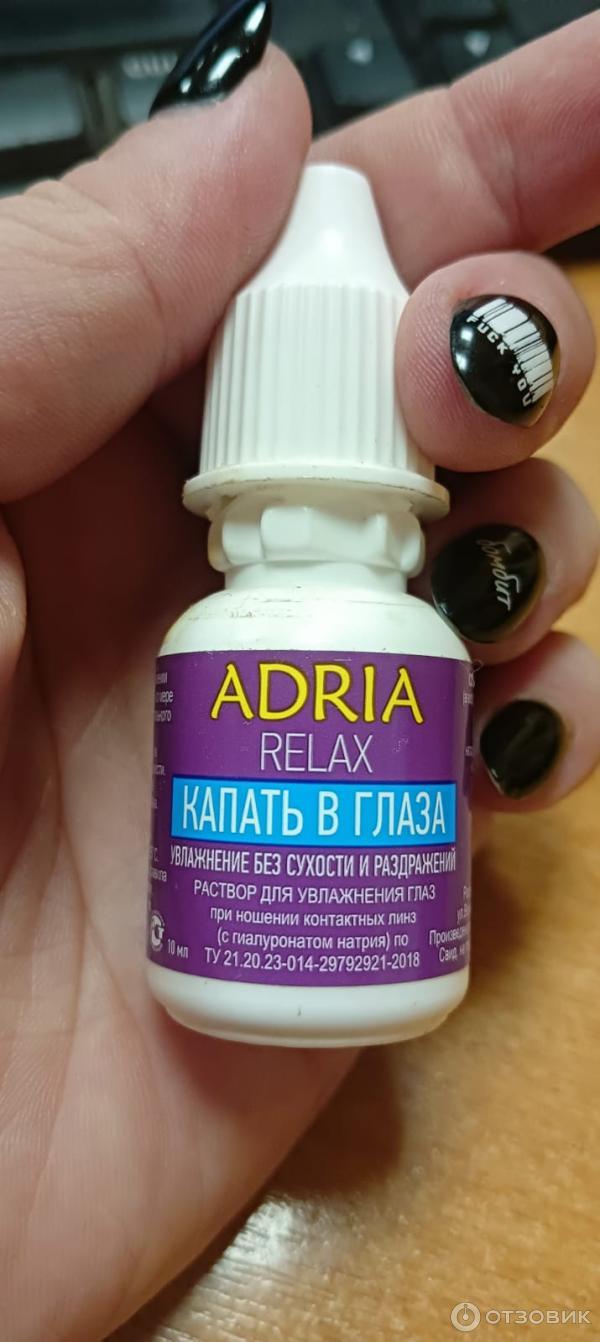 FUCK YOU
бомбит
ADRIA
RELAX
КАПАТЬ В ГЛАЗА
УВЛАЖНЕНИЕ БЕЗ СУХОСТИ И РАЗДРАЖЕНИЙ
РАСТВОР ДЛЯ УВЛАЖНЕНИЯ ГЛАЗ
при ношении контактных линз
(с гиалуронатом натрия) по
ТУ 21.20.23-014-29792921-2018
10 мл
ОТЗОВИК